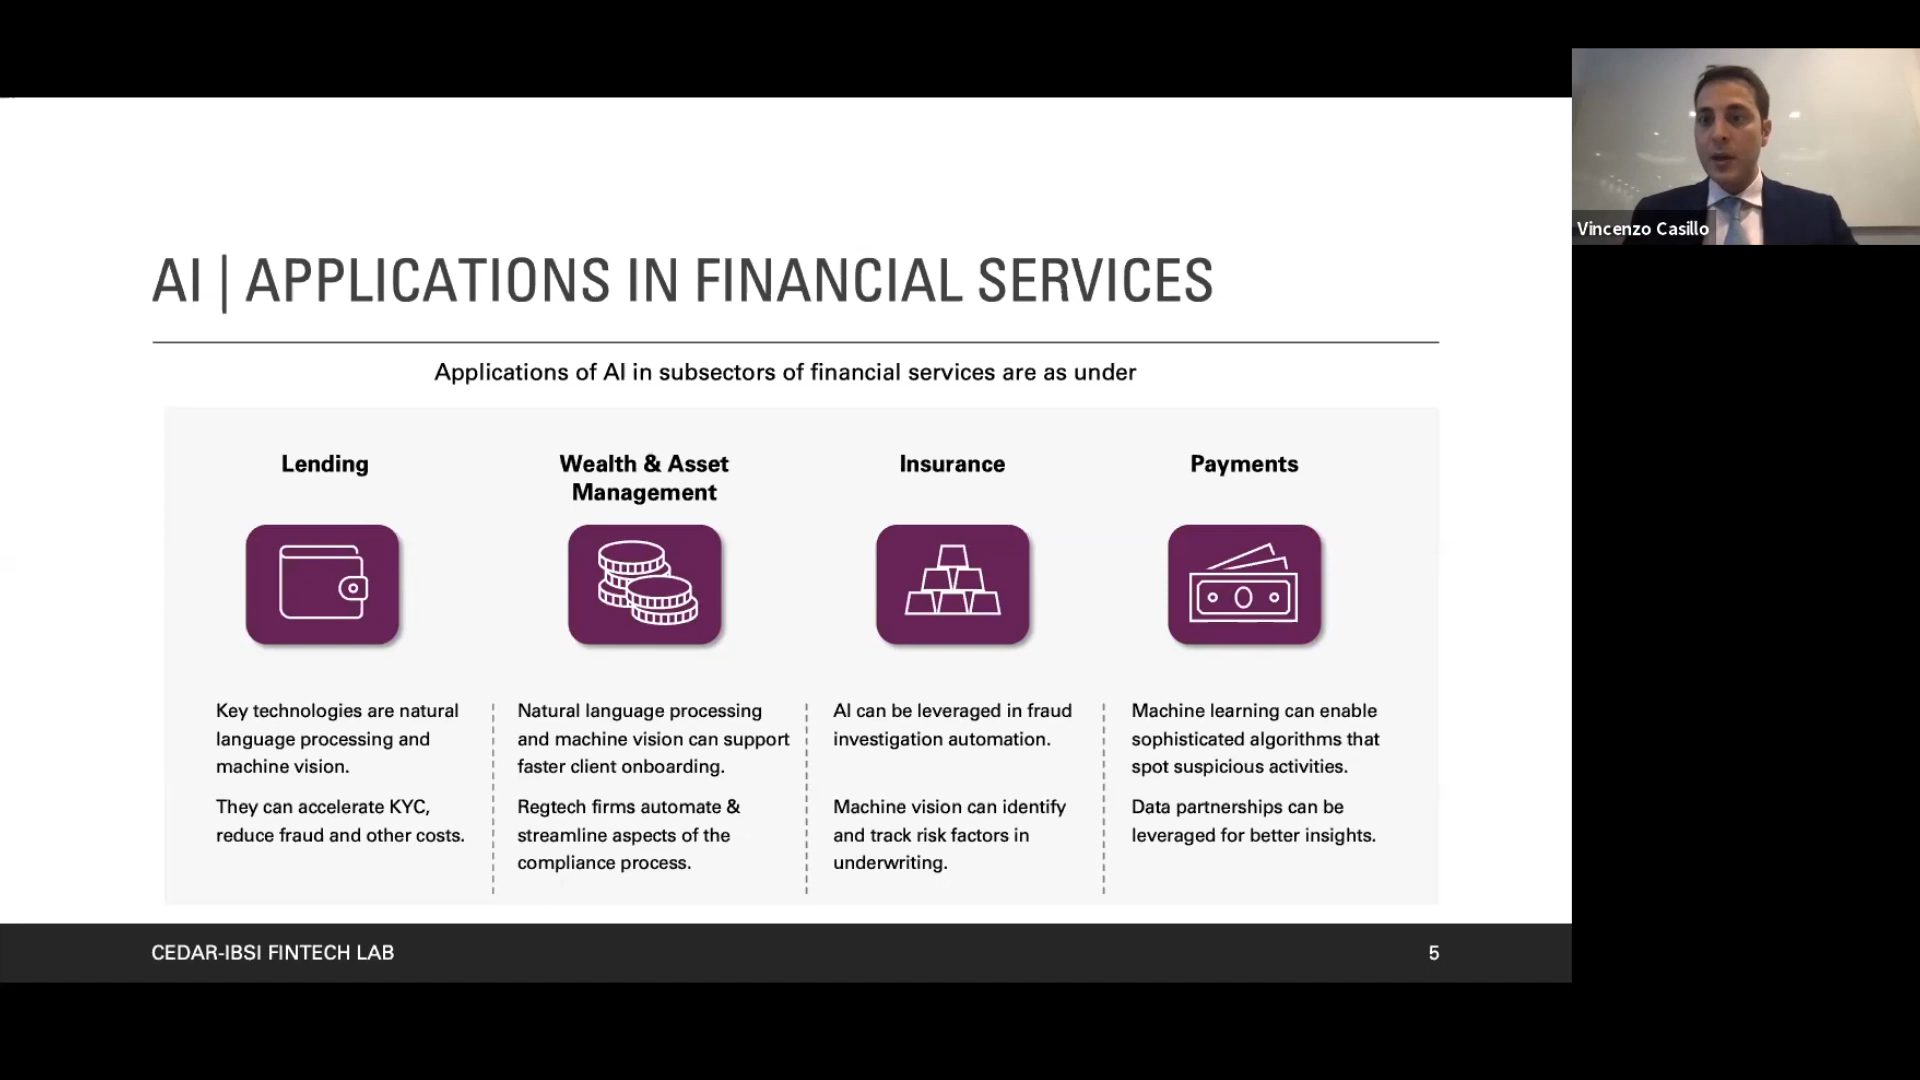 Vincenzo Casillo
AI | APPLICATIONS IN FINANCIAL SERVICES
Applications of AI in subsectors of financial services are as under
Lending
Wealth & Asset
Management
Insurance
Payments
Key technologies are natural
language processing and
machine vision.
They can accelerate KYC,
reduce fraud and other costs.
Natural language processing
and machine vision can support
faster client onboarding.
Regtech firms automate &
streamline aspects of the
compliance process.
AI can be leveraged in fraud
investigation automation.
Machine vision can identify
and track risk factors in
underwriting.
Machine learning can enable
sophisticated algorithms that
spot suspicious activities.
Data partnerships can be
leveraged for better insights.
CEDAR-IBSI FINTECH LAB
5